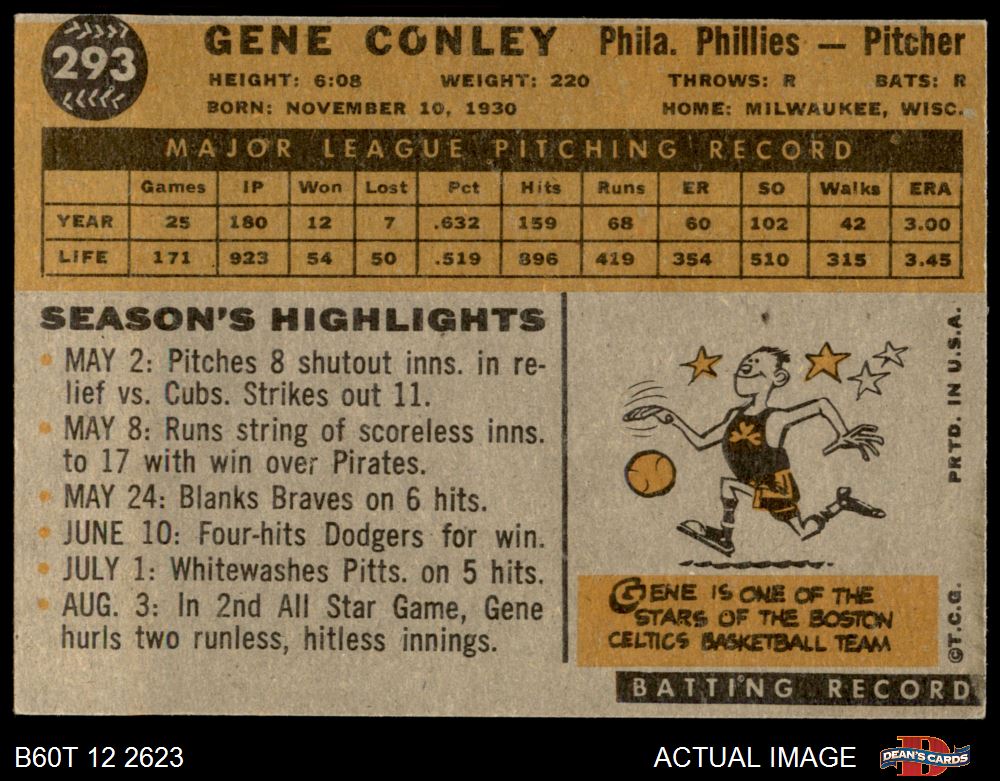 293
GENE CONLEY Phila. Phillies — Pitcher
HEIGHT: 6:08 WEIGHT: 220 THROWS: R BATS: R
BORN: NOVEMBER 10, 1930 HOME: MILWAUKEE, WISC.
MAJOR LEAGUE PITCHING RECORD
Games IP Won Lost Pct Hits Runs ER SO Walks ERA
YEAR 25 180 12 7 .632 159 68 60 102 42 3.00
LIFE 171 923 54 50 .519 896 419 354 510 315 3.45
SEASON'S HIGHLIGHTS
• MAY 2: Pitches 8 shutout inns. in re-
lief vs. Cubs. Strikes out 11.
• MAY 8: Runs string of scoreless inns.
to 17 with win over Pirates.
• MAY 24: Blanks Braves on 6 hits.
• JUNE 10: Four-hits Dodgers for win.
• JULY 1: Whitewashes Pitts. on 5 hits.
• AUG. 3: In 2nd All Star Game, Gene
hurls two runless, hitless innings.
GENE IS ONE OF THE
STARS OF THE BOSTON
CELTICS BASKETBALL TEAM
©T.C.G. PRTD. IN U.S.A.
BATTING RECORD
B60T 12 2623 ACTUAL IMAGE DEAN'S CARDS